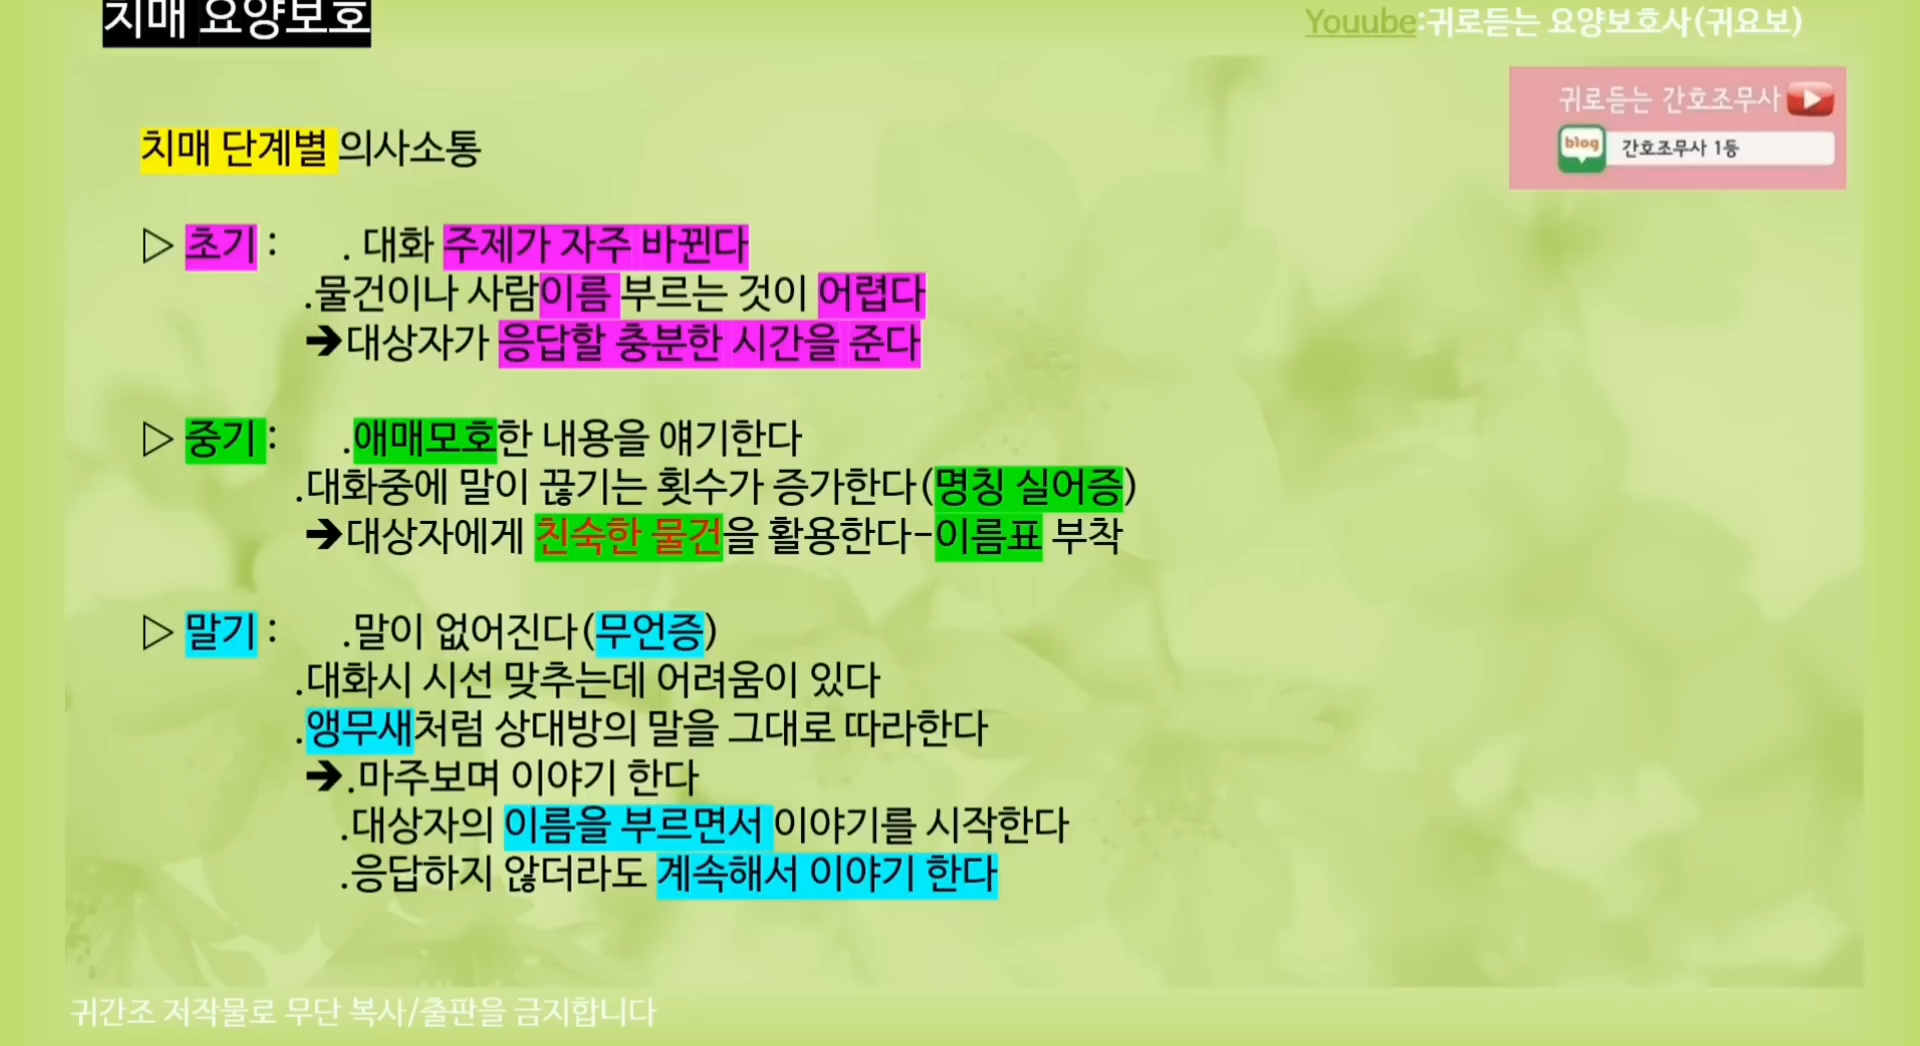 치매 요양보호
Youube:귀로듣는 요양보호사(귀요보)
귀로듣는 간호조무사
blog 간호조무사 1등
치매 단계별 의사소통
▷ 초기 : . 대화 주제가 자주 바뀐다
.물건이나 사람이름 부르는 것이 어렵다
➔대상자가 응답할 충분한 시간을 준다
▷ 중기 : .애매모호한 내용을 얘기한다
.대화중에 말이 끊기는 횟수가 증가한다(명칭 실어증)
➔대상자에게 친숙한 물건을 활용한다-이름표 부착
▷ 말기 : .말이 없어진다(무언증)
.대화시 시선 맞추는데 어려움이 있다
.앵무새처럼 상대방의 말을 그대로 따라한다
➔.마주보며 이야기 한다
.대상자의 이름을 부르면서 이야기를 시작한다
.응답하지 않더라도 계속해서 이야기 한다
귀간조 저작물로 무단 복사/출판을 금지합니다